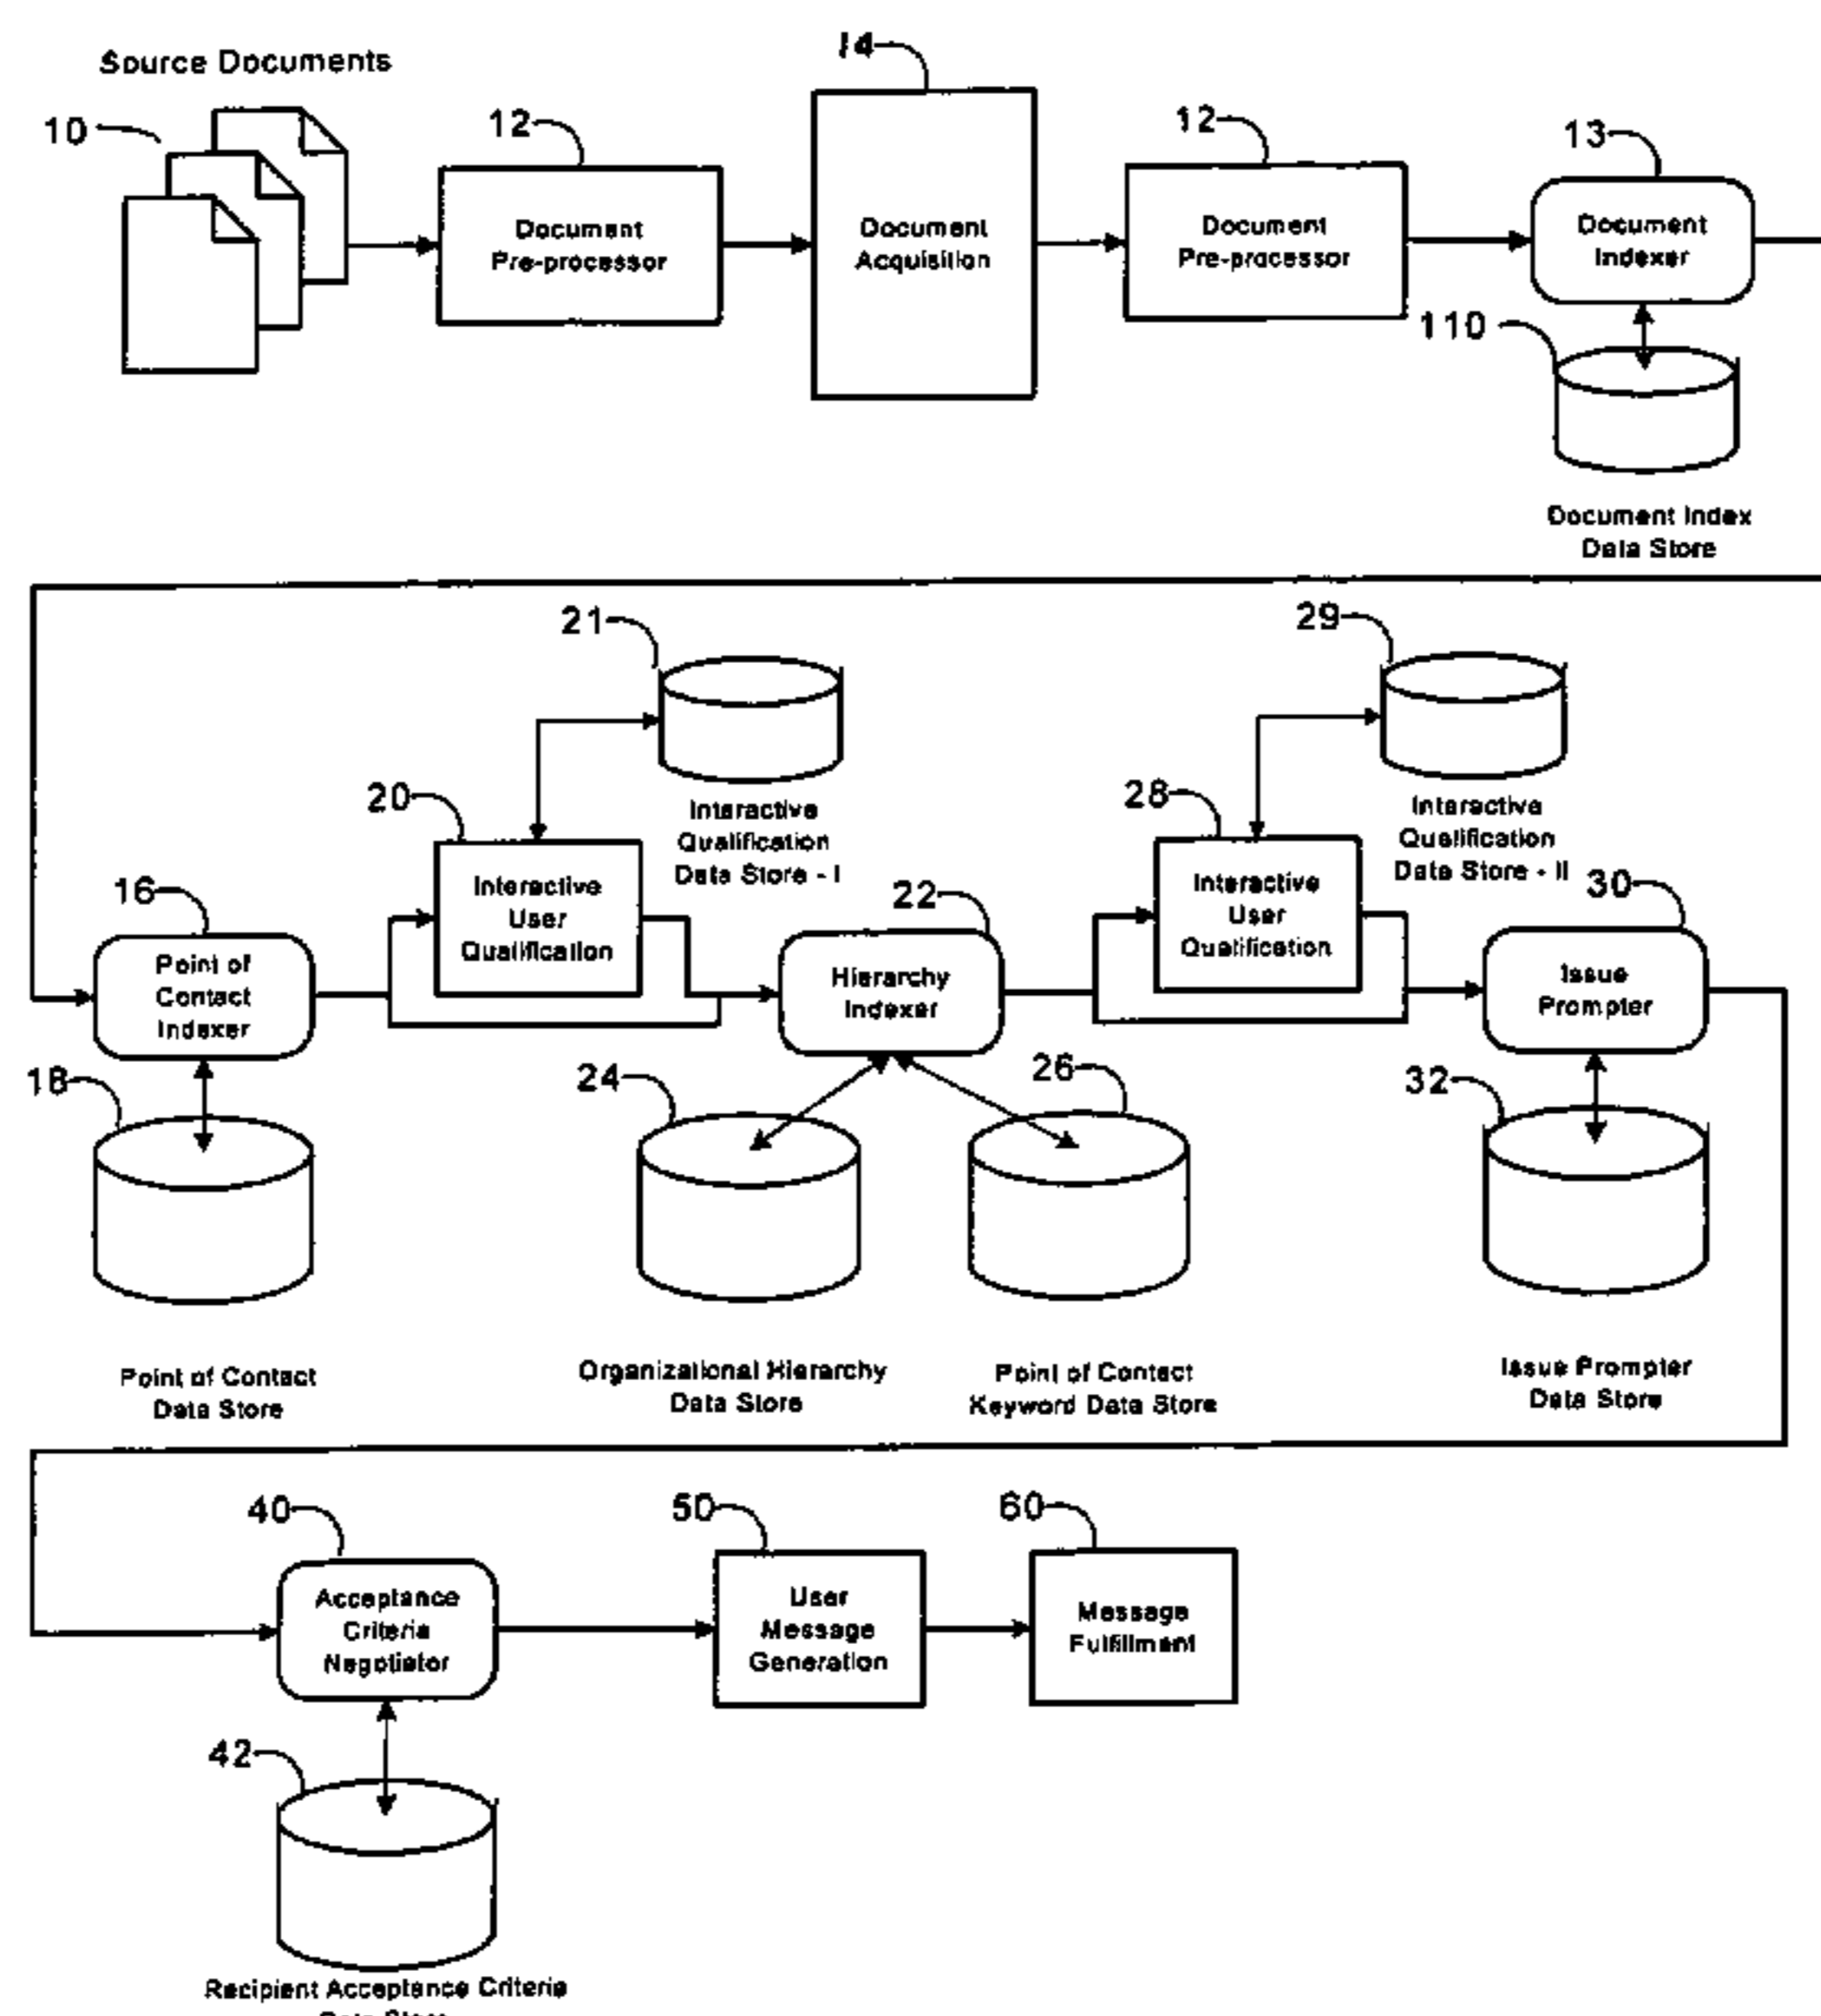 Source Documents
10
12
14
12
13
Document
Pre-processor
Document
Acquisition
Document
Pre-processor
Document
Indexer
110
Document Index
Data Store
21
29
Interactive
Qualification
Data Store - I
Interactive
Qualification
Data Store - II
20
28
Interactive
User
Qualification
Interactive
User
Qualification
16
22
30
Point of
Contact
Indexer
Hierarchy
Indexer
Issue
Prompter
18
24
26
32
Point of Contact
Data Store
Organizational Hierarchy
Data Store
Point of Contact
Keyword Data Store
Issue Prompter
Data Store
40
50
60
Acceptance
Criteria
Negotiator
User
Message
Generation
Message
Fulfillment
42
Recipient Acceptance Criteria